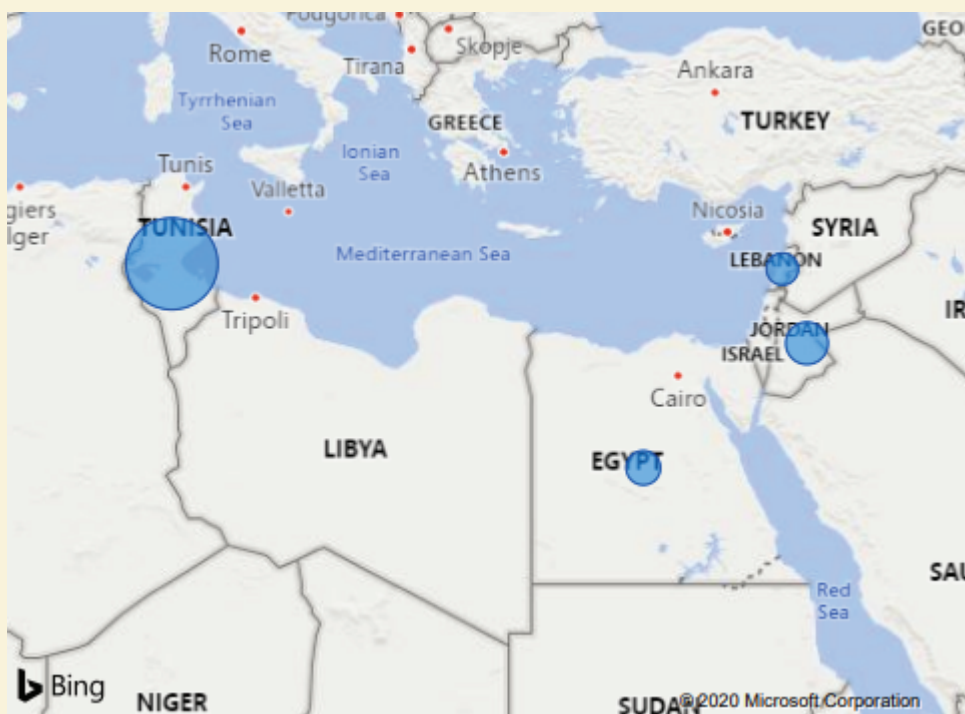 Podgorica
GEO
Rome
Skopje
Tirana
Ankara
Tyrrhenian
Sea
GREECE
TURKEY
Ionian
Sea
Tunis
Athens
Valletta
giers
lger
Nicosia
TUNISIA
SYRIA
Mediterranean Sea
LEBANON
Tripoli
JORDAN
IR
ISRAEL
Cairo
LIBYA
EGYPT
SAU
Red
Sea
Bing
NIGER
SUDAN
© 2020 Microsoft Corporation